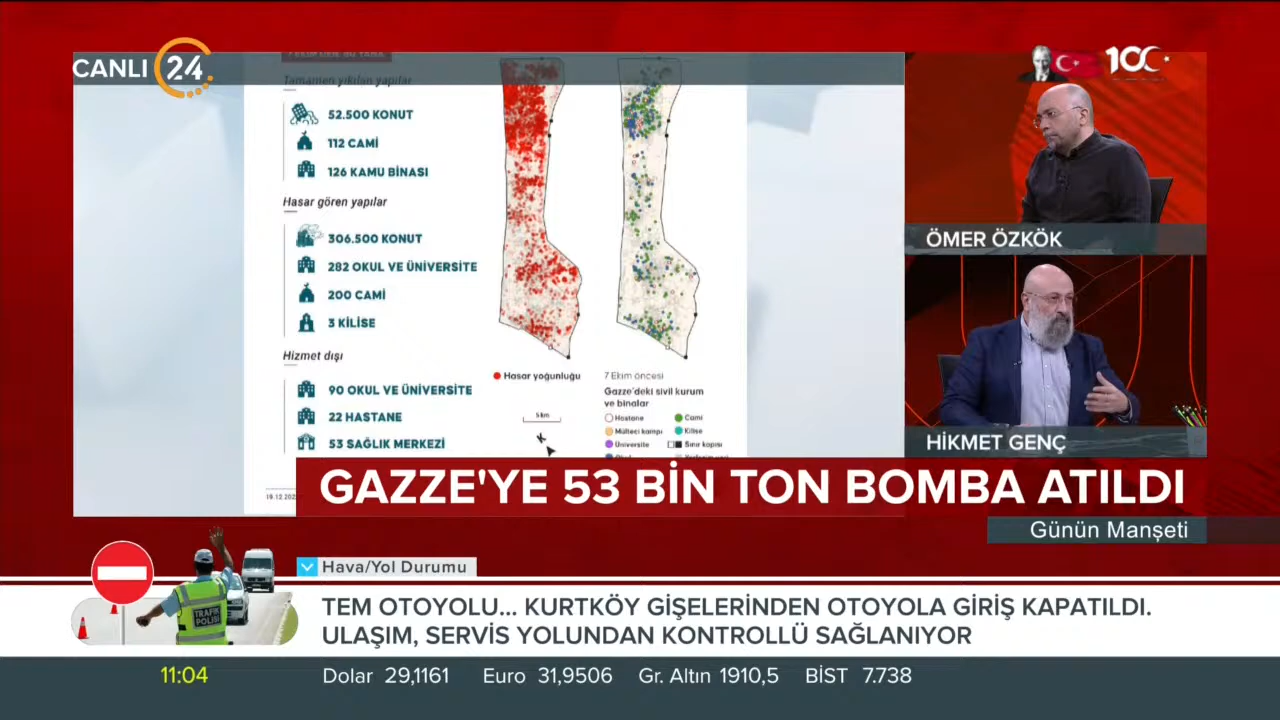 CANLI 24
100
Tamamen yıkılan yapılar
52.500 KONUT
112 CAMİ
126 KAMU BİNASI
Hasar gören yapılar
306.500 KONUT
282 OKUL VE ÜNİVERSİTE
200 CAMİ
3 KİLİSE
Hizmet dışı
90 OKUL VE ÜNİVERSİTE
22 HASTANE
53 SAĞLIK MERKEZİ
Hasar yoğunluğu
5 km
7 Ekim öncesi
Gazze'deki sivil kurum
ve binalar
Hastane
Cami
Mülteci kampı
Kilise
Üniversite
Sınır kapısı
ÖMER ÖZKÖK
HİKMET GENÇ
GAZZE'YE 53 BİN TON BOMBA ATILDI
Günün Manşeti
Hava/Yol Durumu
TRAFİK
POLİSİ
TEM OTOYOLU... KURTKÖY GİŞELERİNDEN OTOYOLA GİRİŞ KAPATILDI.
ULAŞIM, SERVİS YOLUNDAN KONTROLLÜ SAĞLANIYOR
11:04
Dolar 29,1161 Euro 31,9506 Gr. Altın 1910,5 BİST 7.738